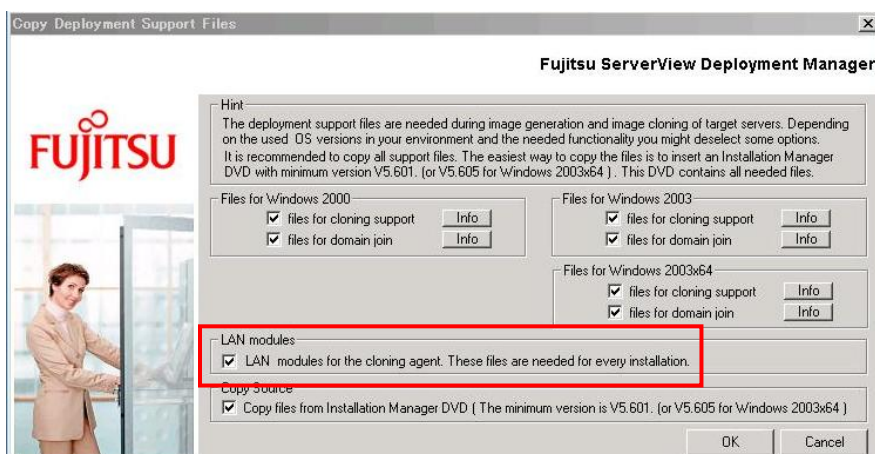 Copy Deployment Support Files
Fujitsu ServerView Deployment Manager
FUJITSU
Hint
The deployment support files are needed during image generation and image cloning of target servers. Depending
on the used OS versions in your environment and the needed functionality you might deselect some options.
It is recommended to copy all support files. The easiest way to copy the files is to insert an Installation Manager
DVD with minimum version V5.601. (or V5.605 for Windows 2003x64 ) . This DVD contains all needed files.
Files for Windows 2000
files for cloning support Info
files for domain join Info
Files for Windows 2003
files for cloning support Info
files for domain join Info
Files for Windows 2003x64
files for cloning support Info
files for domain join Info
LAN modules
LAN modules for the cloning agent. These files are needed for every installation.
Copy Source
Copy files from Installation Manager DVD ( The minimum version is V5.601. (or V5.605 for Windows 2003x64 )
OK Cancel